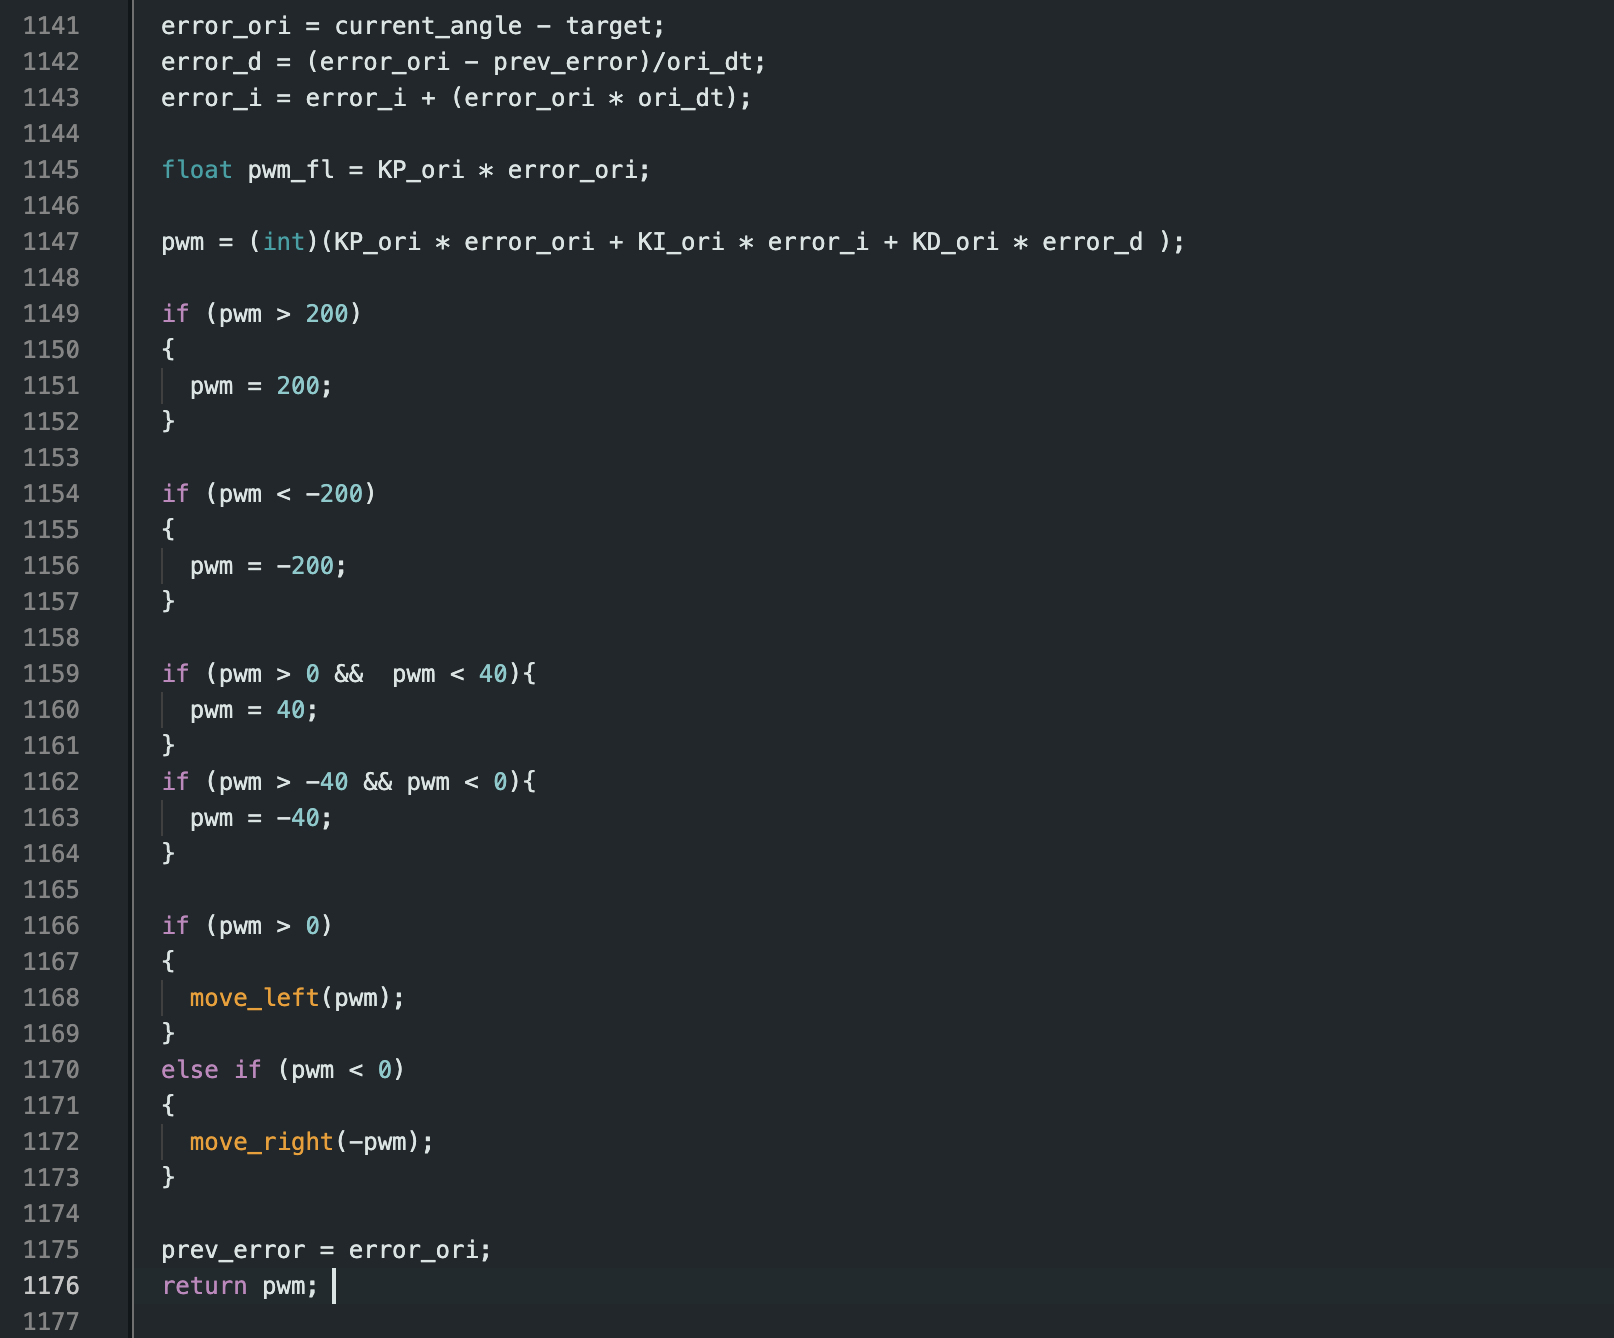 1141 error_ori = current_angle - target;
1142 error_d = (error_ori - prev_error)/ori_dt;
1143 error_i = error_i + (error_ori * ori_dt);
1144
1145 float pwm_fl = KP_ori * error_ori;
1146
1147 pwm = (int)(KP_ori * error_ori + KI_ori * error_i + KD_ori * error_d );
1148
1149 if (pwm > 200)
1150 {
1151 pwm = 200;
1152 }
1153
1154 if (pwm < -200)
1155 {
1156 pwm = -200;
1157 }
1158
1159 if (pwm > 0 &&  pwm < 40){
1160 pwm = 40;
1161 }
1162 if (pwm > -40 && pwm < 0){
1163 pwm = -40;
1164 }
1165
1166 if (pwm > 0)
1167 {
1168 move_left(pwm);
1169 }
1170 else if (pwm < 0)
1171 {
1172 move_right(-pwm);
1173 }
1174
1175 prev_error = error_ori;
1176 return pwm;
1177